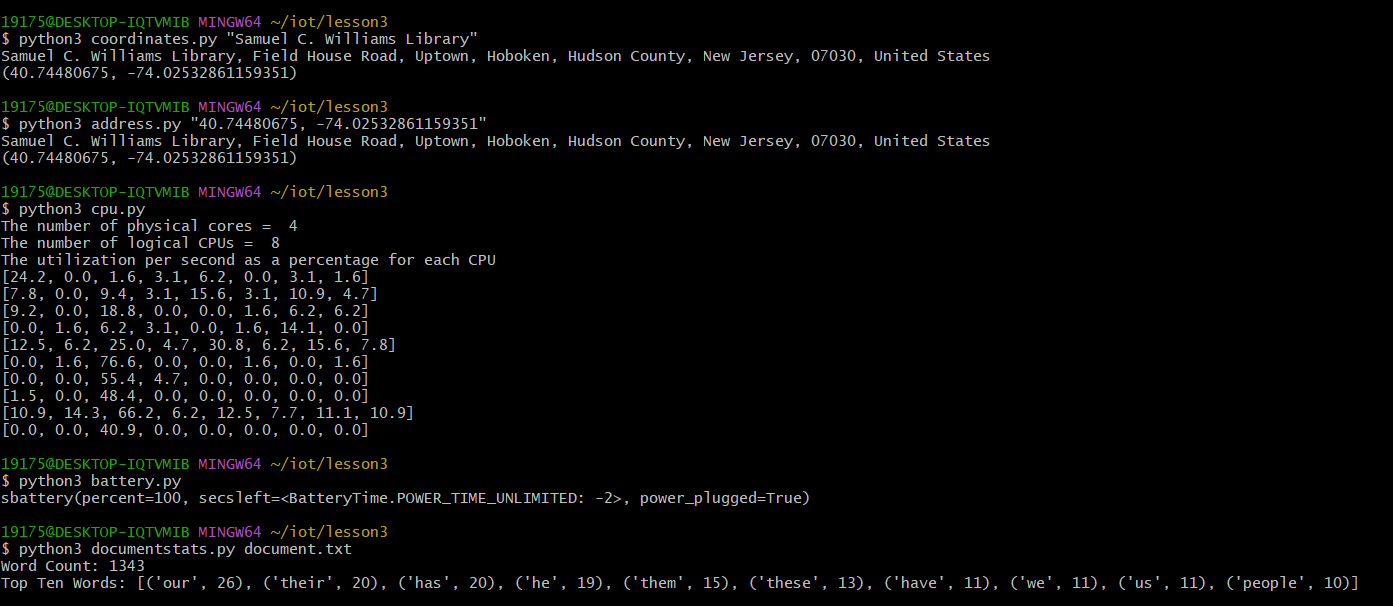 19175@DESKTOP-IQTVMIB MINGW64 ~/iot/lesson3
$ python3 coordinates.py "Samuel C. Williams Library"
Samuel C. Williams Library, Field House Road, Uptown, Hoboken, Hudson County, New Jersey, 07030, United States
(40.74480675, -74.02532861159351)
19175@DESKTOP-IQTVMIB MINGW64 ~/iot/lesson3
$ python3 address.py "40.74480675, -74.02532861159351"
Samuel C. Williams Library, Field House Road, Uptown, Hoboken, Hudson County, New Jersey, 07030, United States
(40.74480675, -74.02532861159351)
19175@DESKTOP-IQTVMIB MINGW64 ~/iot/lesson3
$ python3 cpu.py
The number of physical cores =  4
The number of logical CPUs =  8
The utilization per second as a percentage for each CPU
[24.2, 0.0, 1.6, 3.1, 6.2, 0.0, 3.1, 1.6]
[7.8, 0.0, 9.4, 3.1, 15.6, 3.1, 10.9, 4.7]
[9.2, 0.0, 18.8, 0.0, 0.0, 1.6, 6.2, 6.2]
[0.0, 1.6, 6.2, 3.1, 0.0, 1.6, 14.1, 0.0]
[12.5, 6.2, 25.0, 4.7, 30.8, 6.2, 15.6, 7.8]
[0.0, 1.6, 76.6, 0.0, 0.0, 1.6, 0.0, 1.6]
[0.0, 0.0, 55.4, 4.7, 0.0, 0.0, 0.0, 0.0]
[1.5, 0.0, 48.4, 0.0, 0.0, 0.0, 0.0, 0.0]
[10.9, 14.3, 66.2, 6.2, 12.5, 7.7, 11.1, 10.9]
[0.0, 0.0, 40.9, 0.0, 0.0, 0.0, 0.0, 0.0]
19175@DESKTOP-IQTVMIB MINGW64 ~/iot/lesson3
$ python3 battery.py
sbattery(percent=100, secsleft=<BatteryTime.POWER_TIME_UNLIMITED: -2>, power_plugged=True)
19175@DESKTOP-IQTVMIB MINGW64 ~/iot/lesson3
$ python3 documentstats.py document.txt
Word Count: 1343
Top Ten Words: [('our', 26), ('their', 20), ('has', 20), ('he', 19), ('them', 15), ('these', 13), ('have', 11), ('we', 11), ('us', 11), ('people', 10)]